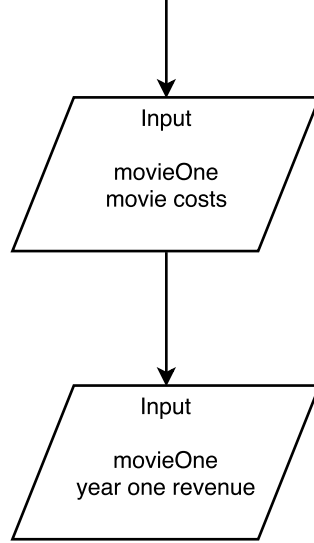 Input
movieOne
movie costs
Input
movieOne
year one revenue